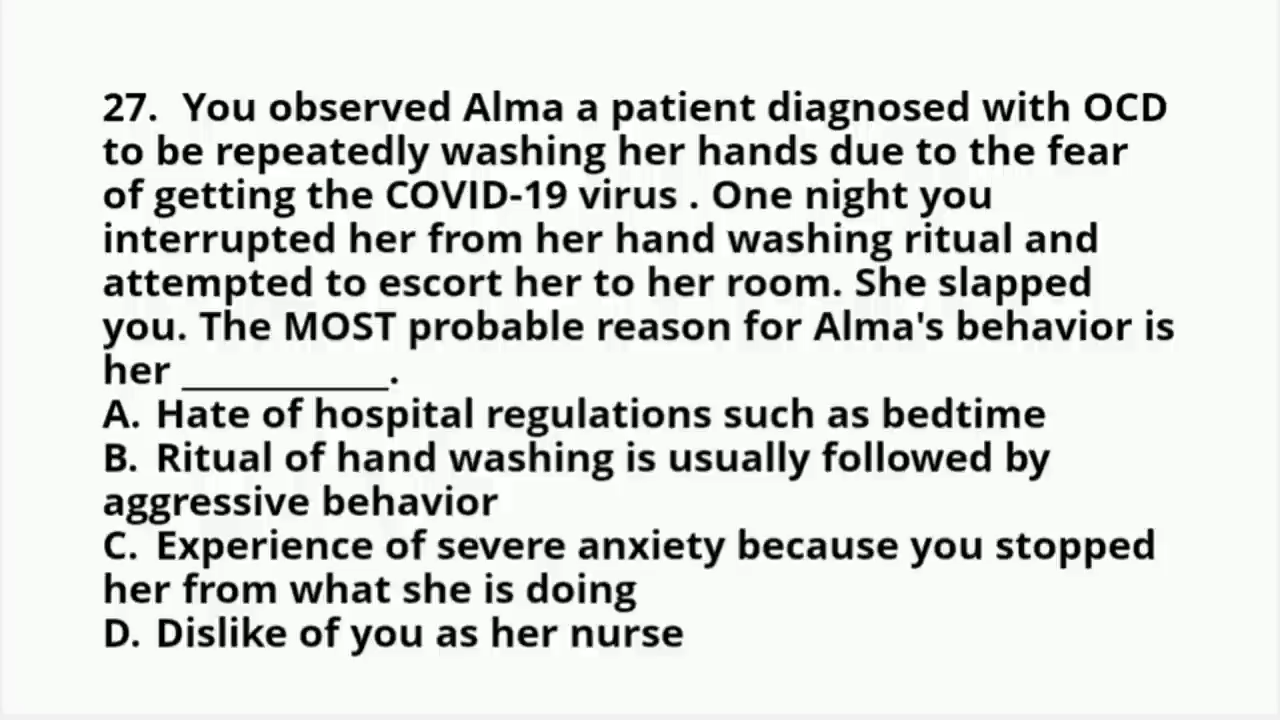 27. You observed Alma a patient diagnosed with OCD
to be repeatedly washing her hands due to the fear
of getting the COVID-19 virus . One night you
interrupted her from her hand washing ritual and
attempted to escort her to her room. She slapped
you. The MOST probable reason for Alma's behavior is
her ___________.
A. Hate of hospital regulations such as bedtime
B. Ritual of hand washing is usually followed by
aggressive behavior
C. Experience of severe anxiety because you stopped
her from what she is doing
D. Dislike of you as her nurse